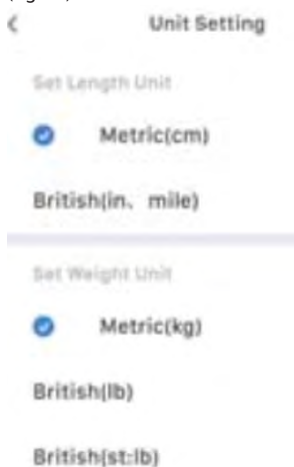 Unit Setting
Set Length Unit
Metric(cm)
British(in、 mile)
Set Weight Unit
Metric(kg)
British(lb)
British(st:lb)